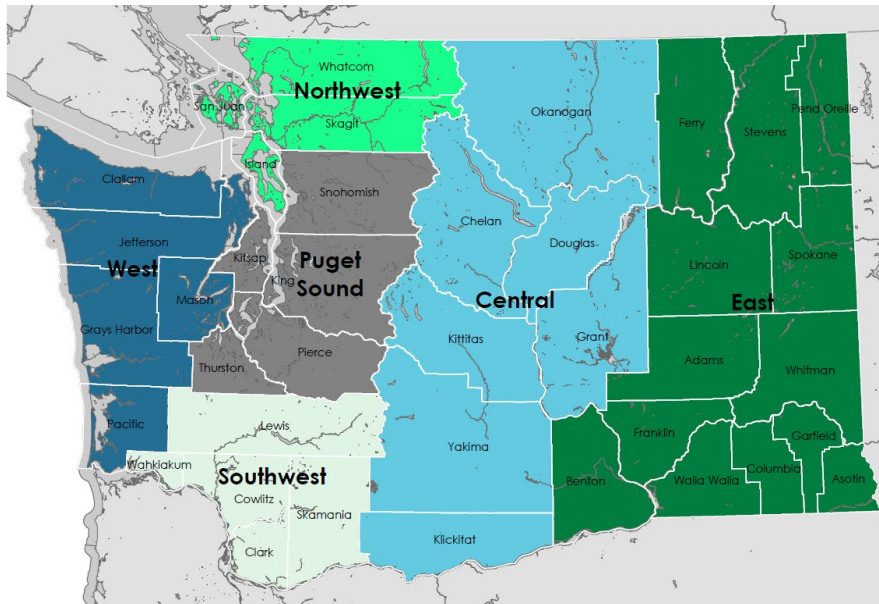 Whatcom
Northwest
San Juan
Skagit
Okanogan
Ferry
Stevens
Pend Oreille
Island
Clallam
Snohomish
Chelan
Jefferson
Kitsap
Douglas
West
Puget
Sound
King
Mason
Lincoln
Spokane
Central
East
Grays Harbor
Kittitas
Grant
Thurston
Pierce
Adams
Whitman
Pacific
Lewis
Yakima
Franklin
Garfield
Wahkiakum
Southwest
Cowlitz
Skamania
Benton
Walla Walla
Columbia
Asotin
Clark
Klickitat